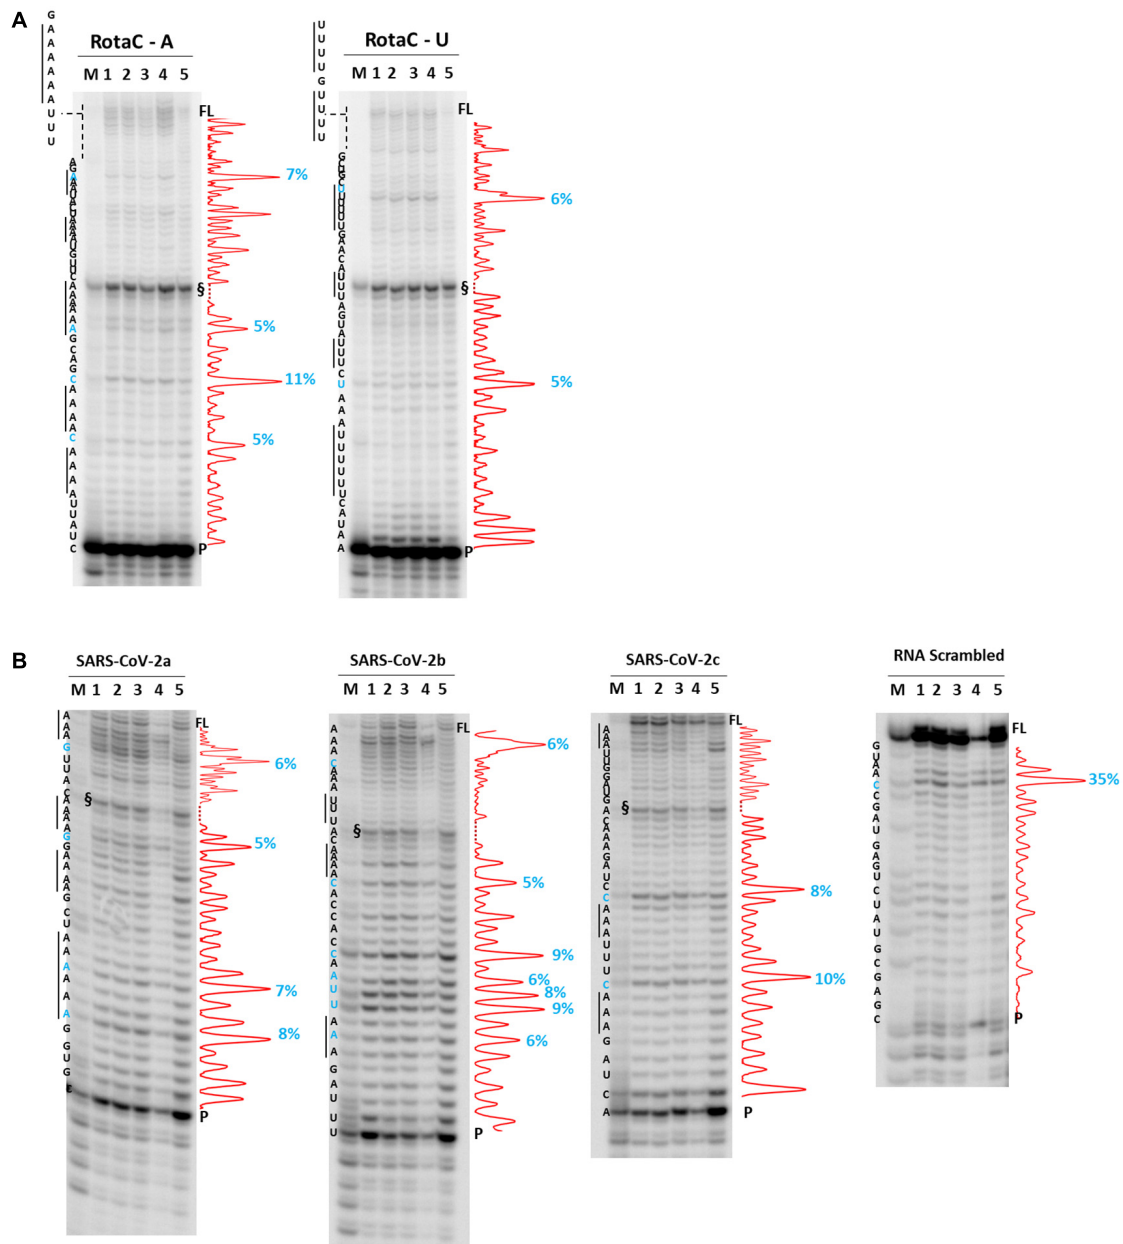 A
RotaC - A
M 1 2 3 4 5
G A A A A A A U U U
FL
U G U U C A A A A A G C A G C A A A A C A A A A U U A U C
7%
§
5%
11%
5%
P
RotaC - U
M 1 2 3 4 5
U U U U G U U U U
FL
G A A C A U U U A G U A U U U C U A A A U U U U U U C A U A A
6%
§
5%
P
B
SARS-CoV-2a
M 1 2 3 4 5
A A A G U U A C A A A A G G A A A A G C U A A A A A A G G U G
FL
6%
§
5%
7%
8%
P
SARS-CoV-2b
M 1 2 3 4 5
A A A C A A A U U U A C A A A C A C C A C C A A U U A A A G A U U U
FL
6%
§
5%
9%
6%
8%
9%
6%
P
SARS-CoV-2c
M 1 2 3 4 5
A A A U U G G U A G A C A A A G A U C C A A A U U U C A A A G A U C A
FL
§
8%
10%
P
RNA Scrambled
M 1 2 3 4 5
G U A A C C G A U G A G U C U A U G C G A G C
FL
35%
P